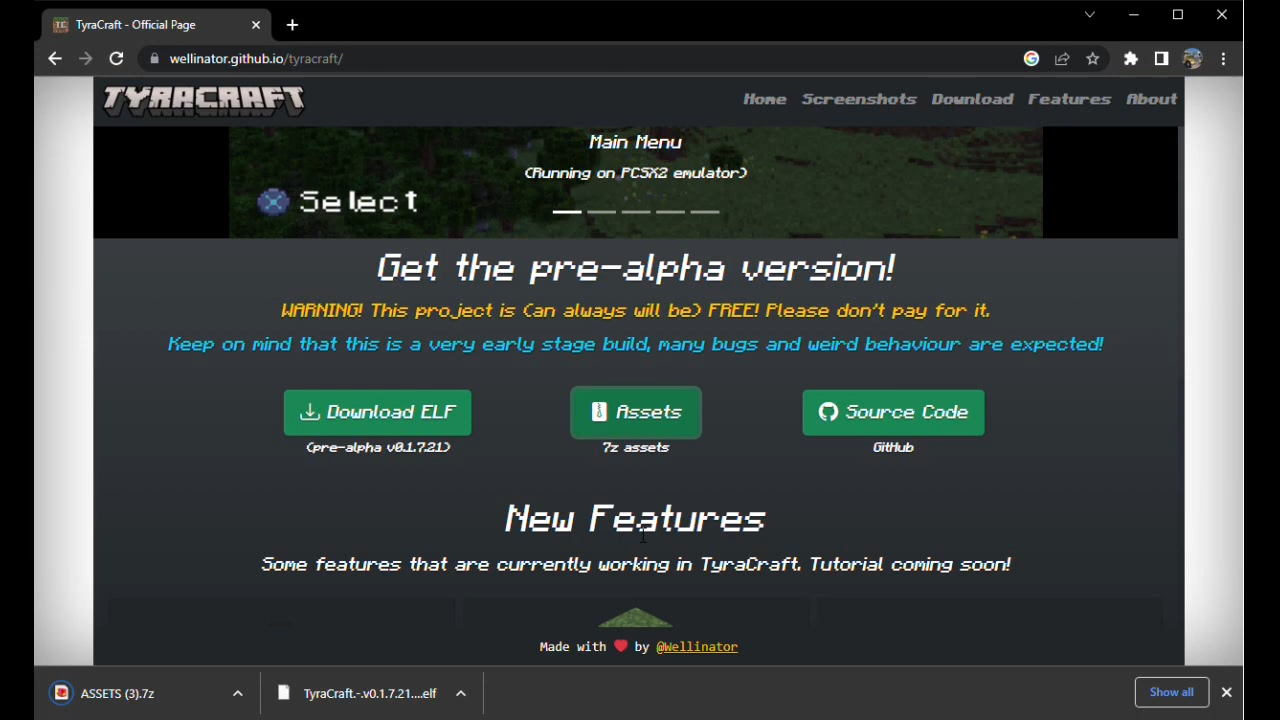 TyraCraft - Official Page
wellinator.github.io/tyracraft/
TYRACRAFT
Home Screenshots Download Features About
Main Menu
(Running on PCSX2 emulator)
Select
Get the pre-alpha version!
WARNING! This project is (an always will be) FREE! Please don't pay for it.
Keep on mind that this is a very early stage build, many bugs and weird behaviour are expected!
Download ELF
Assets
Source Code
(pre-alpha v0.1.7.21)
7z assets
GitHub
New Features
Some features that are currently working in TyraCraft. Tutorial coming soon!
Made with ❤ by @Wellinator
ASSETS (3).7z
TyraCraft.-.v0.1.7.21....elf
Show all